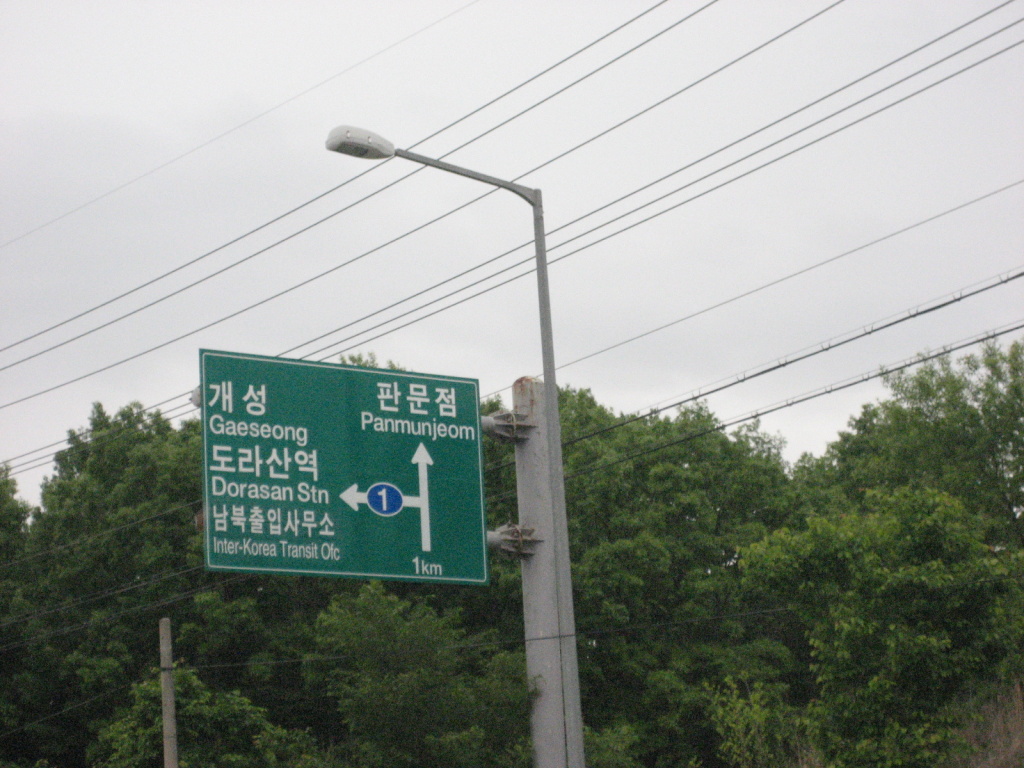 개성
Gaeseong
도라산역
Dorasan Stn
남북출입사무소
Inter-Korea Transit Ofc
판문점
Panmunjeom
1
1km